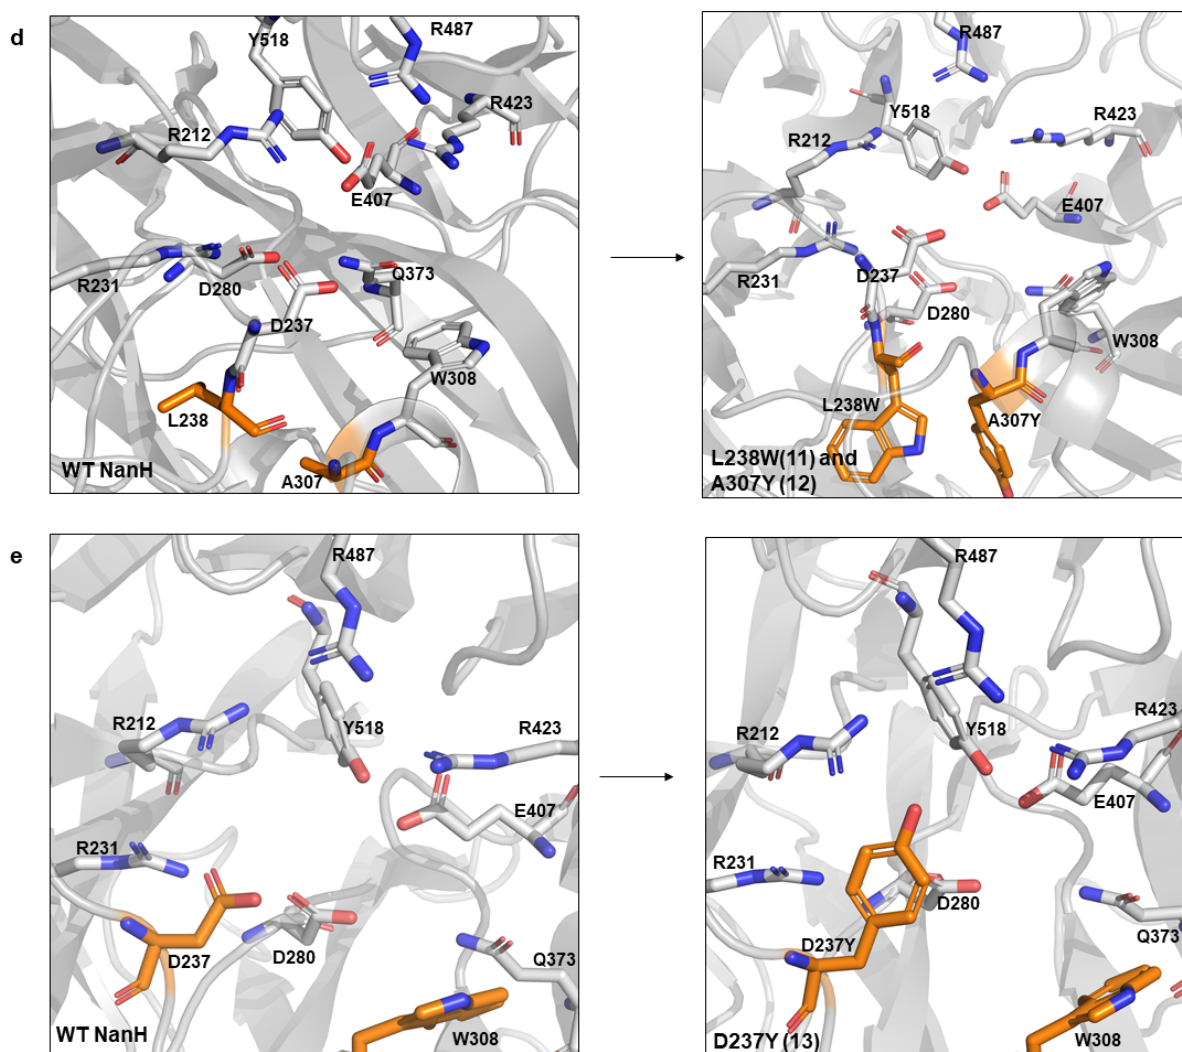 d
Y518
R487
R423
R212
E407
R231
D280
Q373
D237
W308
L238
WT NanH
A307
R487
Y518
R212
R423
E407
R231
D237
D280
W308
L238W
A307Y
L238W(11) and
A307Y (12)
e
R487
R212
Y518
R423
E407
R231
D237
D280
Q373
WT NanH
W308
R487
R212
Y518
R423
E407
R231
D280
D237Y
Q373
D237Y (13)
W308